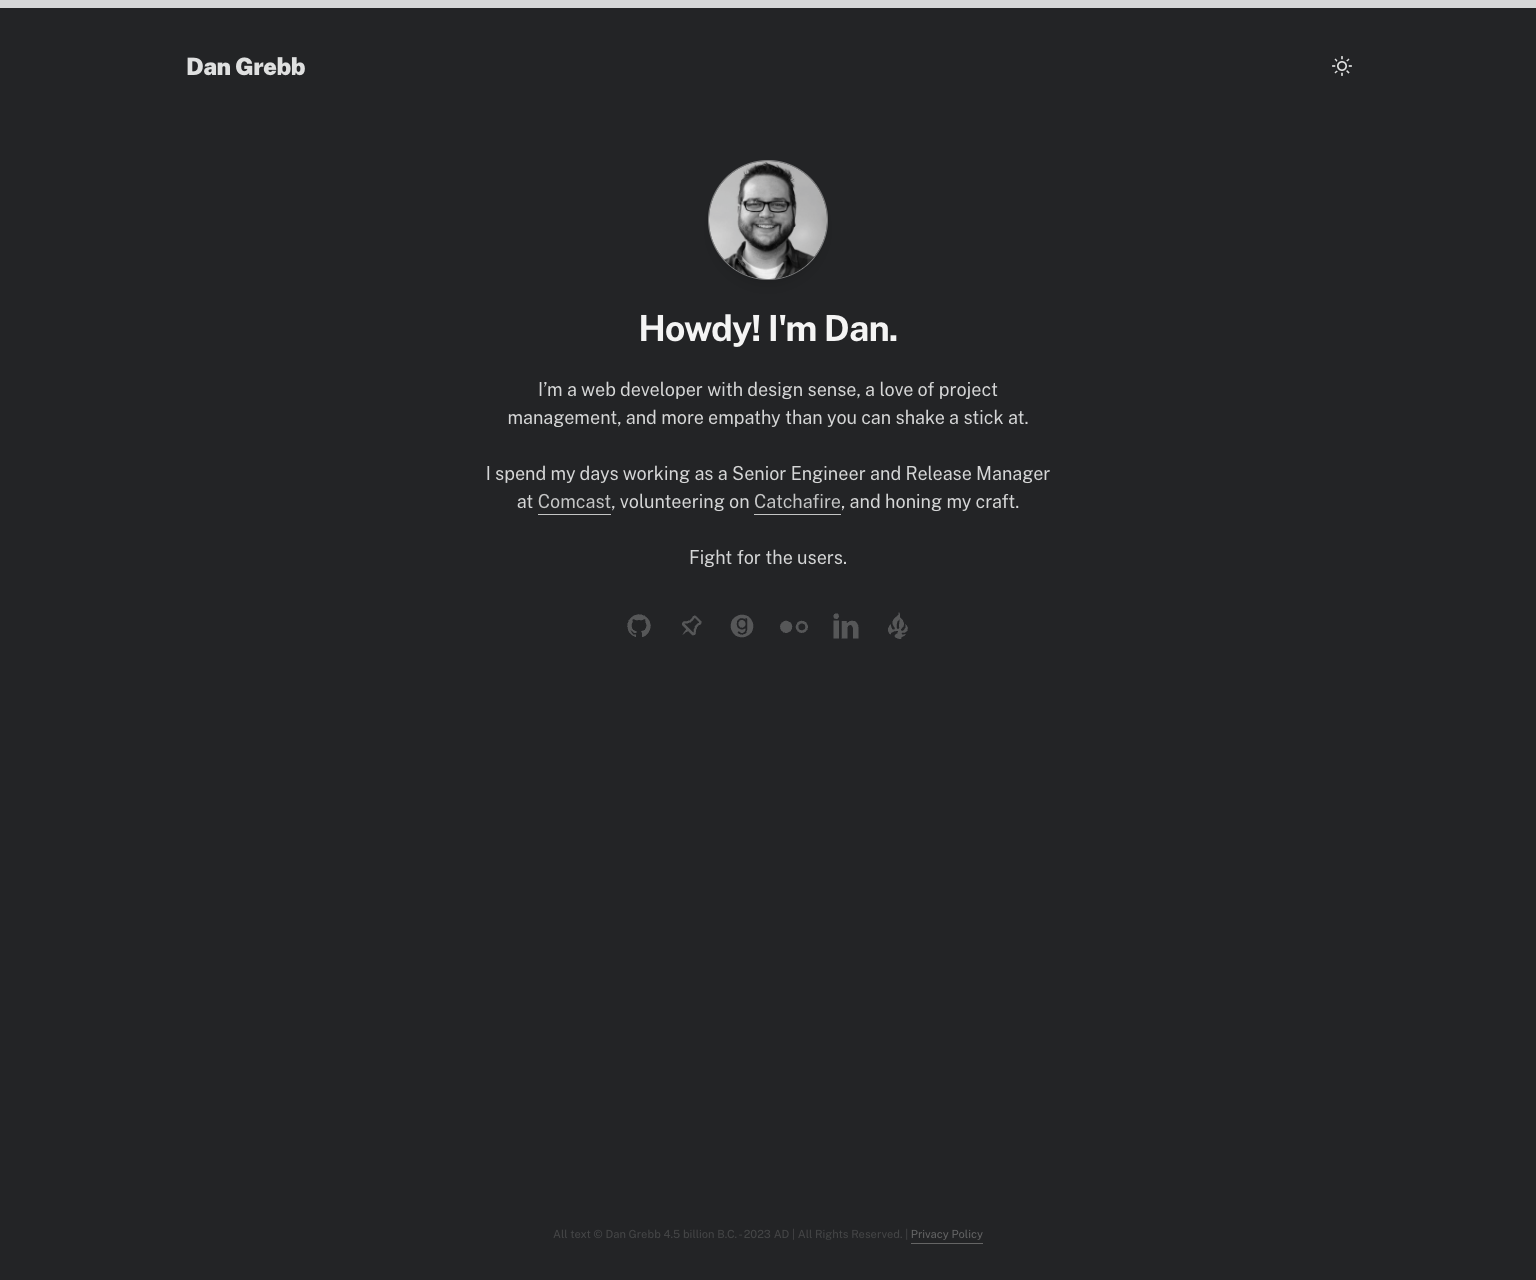 Dan Grebb
Howdy! I'm Dan.
I’m a web developer with design sense, a love of project
management, and more empathy than you can shake a stick at.
I spend my days working as a Senior Engineer and Release Manager
at Comcast, volunteering on Catchafire, and honing my craft.
Fight for the users.
All text © Dan Grebb 4.5 billion B.C. - 2023 AD | All Rights Reserved. | Privacy Policy